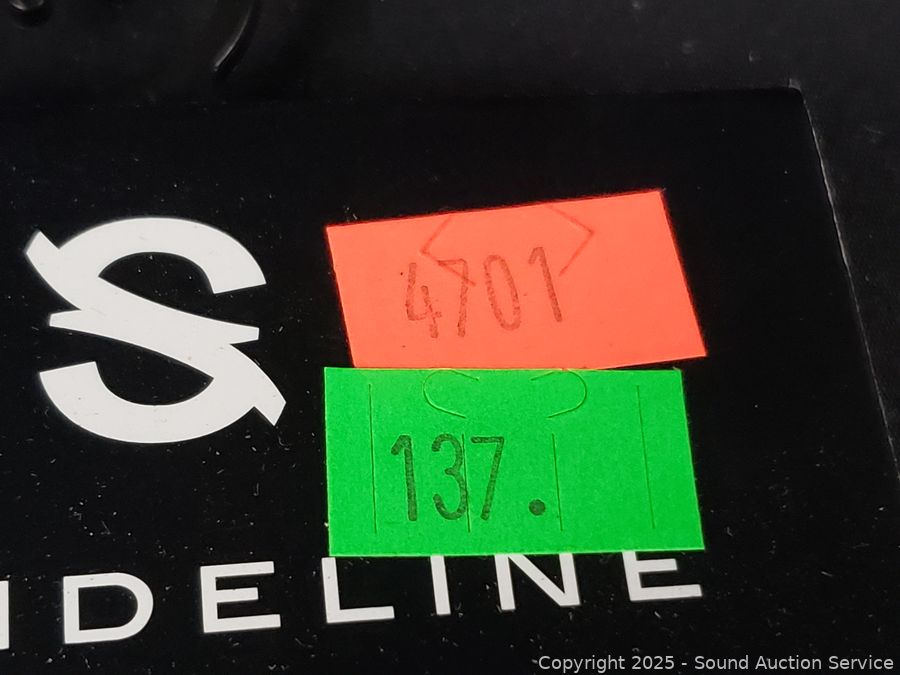 S
4701
137.
IDELINE
Copyright 2025 - Sound Auction Service